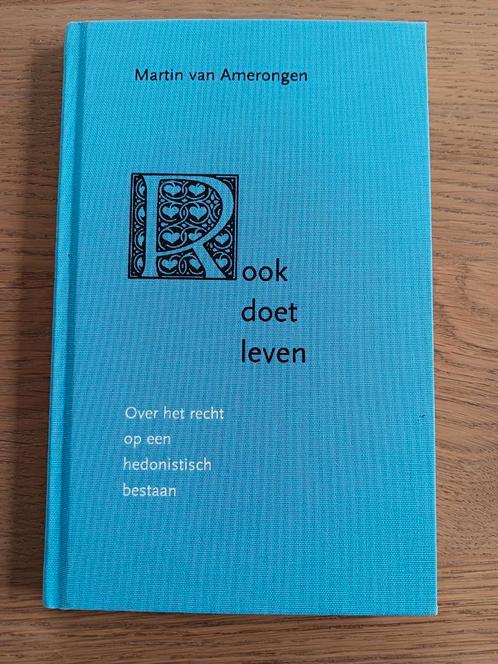 Martin van Amerongen
Rook
doet
leven
Over het recht
op een
hedonistisch
bestaan